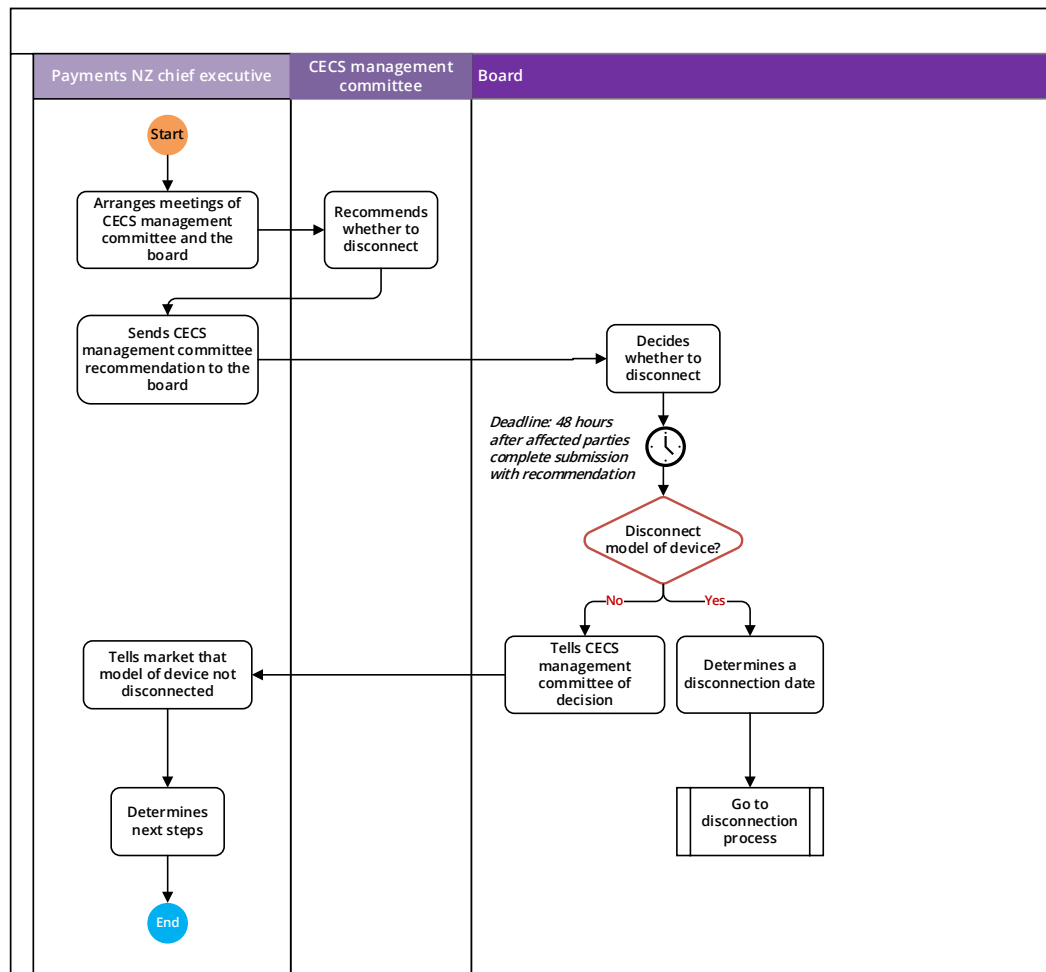 Payments NZ chief executive
CECS management
committee
Board
Start
Arranges meetings of
CECS management
committee and the
board
Recommends
whether to
disconnect
Sends CECS
management committee
recommendation to the
board
Decides
whether to
disconnect
Deadline: 48 hours
after affected parties
complete submission
with recommendation
Disconnect
model of device?
No
Yes
Tells market that
model of device not
disconnected
Tells CECS
management
committee of
decision
Determines a
disconnection date
Determines
next steps
Go to
disconnection
process
End